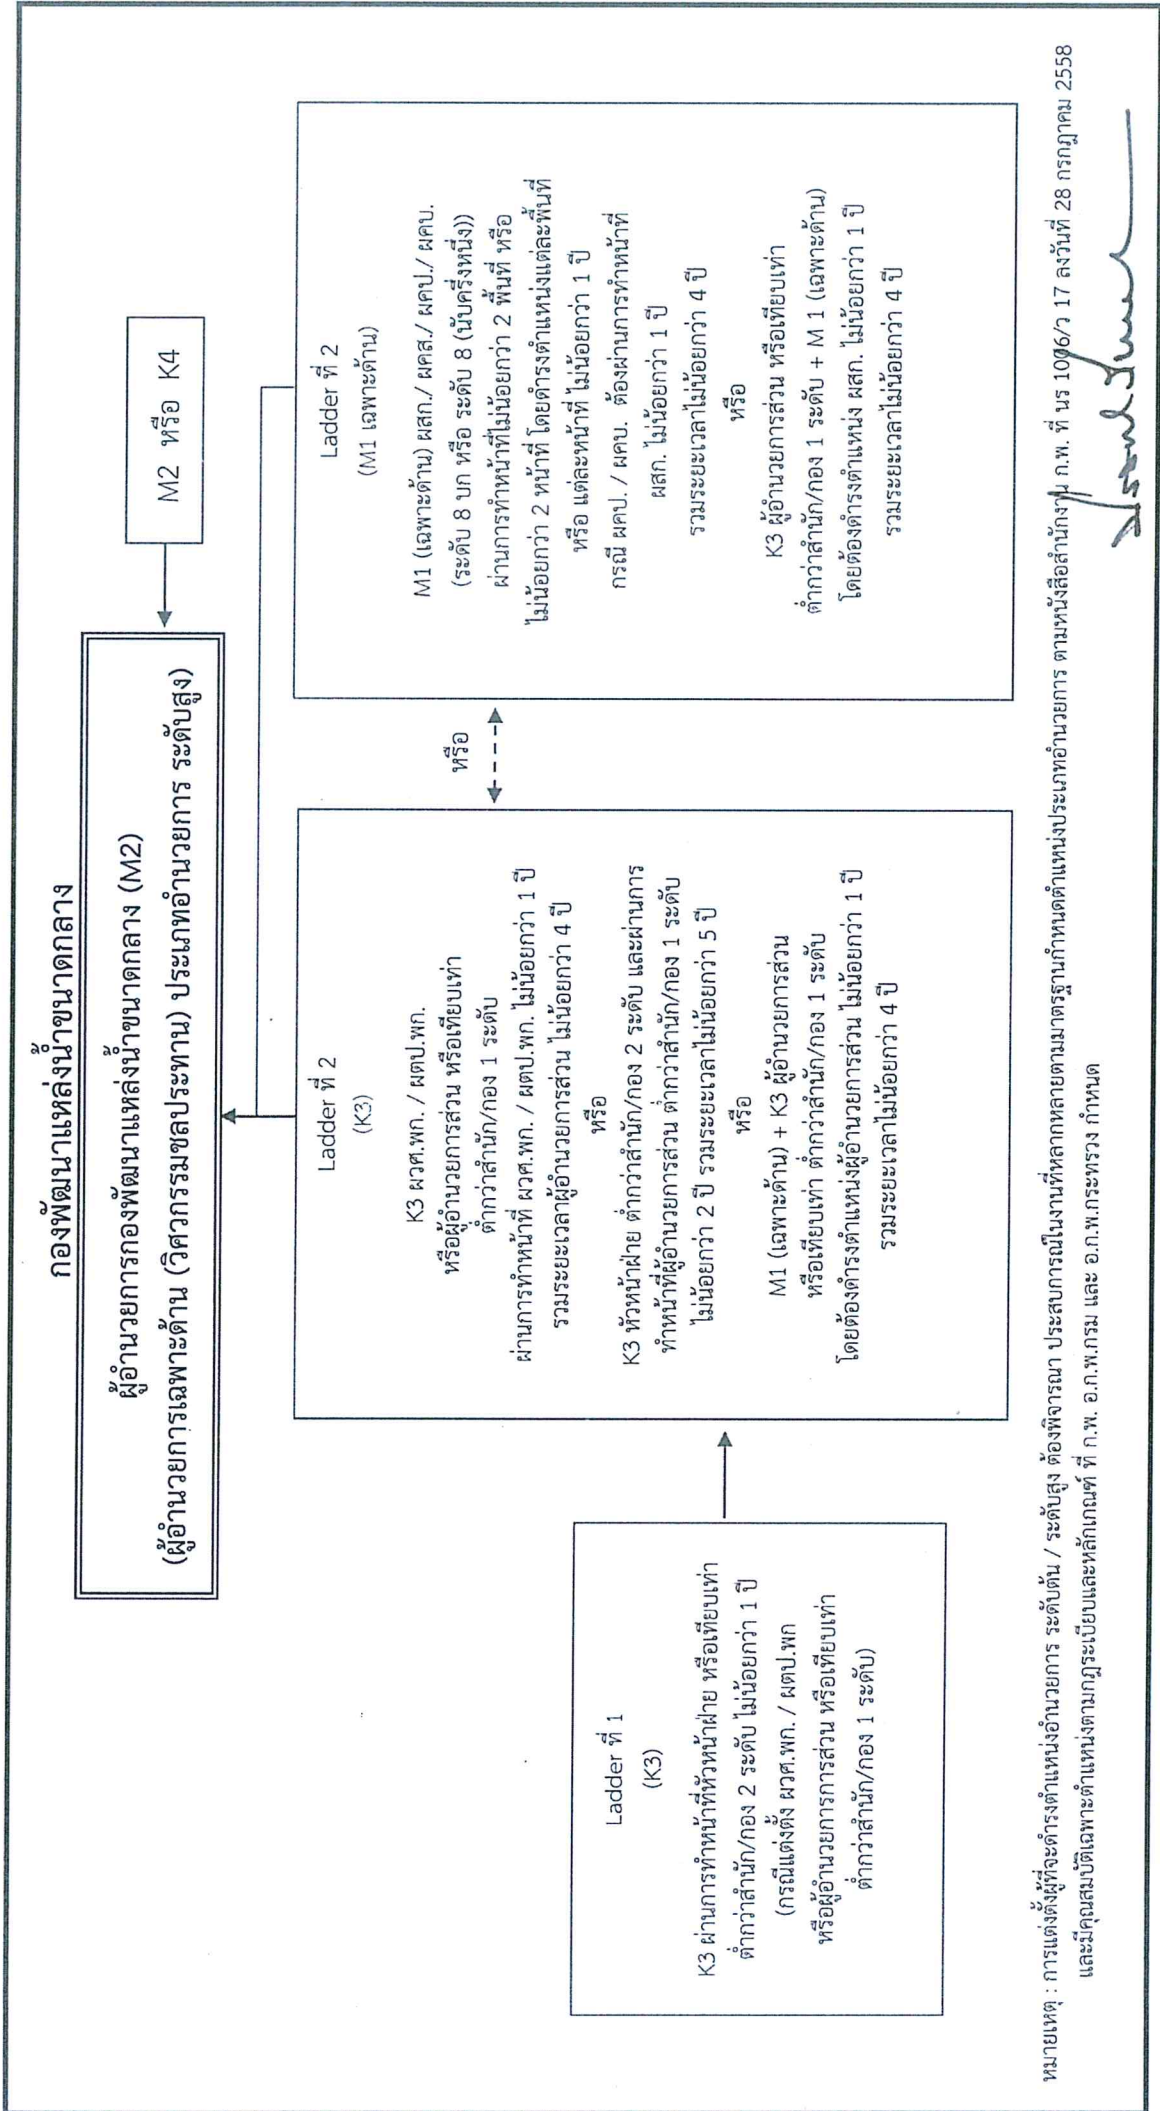 กองพัฒนาแหล่งน้ำขนาดกลาง
ผู้อำนวยการกองพัฒนาแหล่งน้ำขนาดกลาง (M2)
(ผู้อำนวยการเฉพาะด้าน (วิศวกรรมชลประทาน) ประเภทอำนวยการ ระดับสูง)
M2 หรือ K4
Ladder ที่ 1
(K3)
K3 ผ่านการทำหน้าที่หัวหน้าฝ่าย หรือเทียบเท่า
ต่ำกว่าสำนัก/กอง 2 ระดับ ไม่น้อยกว่า 1 ปี
(กรณีแต่งตั้ง ผวศ.พก. / ผตป.พก
หรือผู้อำนวยการการส่วน หรือเทียบเท่า
ต่ำกว่าสำนัก/กอง 1 ระดับ)
Ladder ที่ 2
(K3)
K3 ผวศ.พก. / ผตป.พก.
หรือผู้อำนวยการส่วน หรือเทียบเท่า
ต่ำกว่าสำนัก/กอง 1 ระดับ
ผ่านการทำหน้าที่ ผวศ.พก. / ผตป.พก. ไม่น้อยกว่า 1 ปี
รวมระยะเวลาผู้อำนวยการส่วน ไม่น้อยกว่า 4 ปี
หรือ
K3 หัวหน้าฝ่าย ต่ำกว่าสำนัก/กอง 2 ระดับ และผ่านการ
ทำหน้าที่ผู้อำนวยการส่วน ต่ำกว่าสำนัก/กอง 1 ระดับ
ไม่น้อยกว่า 2 ปี รวมระยะเวลาไม่น้อยกว่า 5 ปี
หรือ
M1 (เฉพาะด้าน) + K3 ผู้อำนวยการส่วน
หรือเทียบเท่า ต่ำกว่าสำนัก/กอง 1 ระดับ
โดยต้องดำรงตำแหน่งผู้อำนวยการส่วน ไม่น้อยกว่า 1 ปี
รวมระยะเวลาไม่น้อยกว่า 4 ปี
หรือ
Ladder ที่ 2
(M1 เฉพาะด้าน)
M1 (เฉพาะด้าน) ผสก./ ผคส./ ผคป./ ผคบ.
(ระดับ 8 บก หรือ ระดับ 8 (นับครึ่งหนึ่ง))
ผ่านการทำหน้าที่ไม่น้อยกว่า 2 พื้นที่ หรือ
ไม่น้อยกว่า 2 หน้าที่ โดยดำรงตำแหน่งแต่ละพื้นที่
หรือ แต่ละหน้าที่ ไม่น้อยกว่า 1 ปี
กรณี ผคป. / ผคบ. ต้องผ่านการทำหน้าที่
ผสก. ไม่น้อยกว่า 1 ปี
รวมระยะเวลาไม่น้อยกว่า 4 ปี
หรือ
K3 ผู้อำนวยการส่วน หรือเทียบเท่า
ต่ำกว่าสำนัก/กอง 1 ระดับ + M 1 (เฉพาะด้าน)
โดยต้องดำรงตำแหน่ง ผสก. ไม่น้อยกว่า 1 ปี
รวมระยะเวลาไม่น้อยกว่า 4 ปี
หมายเหตุ : การแต่งตั้งผู้ที่จะดำรงตำแหน่งอำนวยการ ระดับต้น / ระดับสูง ต้องพิจารณา ประสบการณ์ในงานที่หลากหลายตามมาตรฐานกำหนดตำแหน่งประเภทอำนวยการ ตามหนังสือสำนักงาน ก.พ. ที่ นร 1006/ว 17 ลงวันที่ 28 กรกฎาคม 2558
และมีคุณสมบัติเฉพาะตำแหน่งตามกฎระเบียบและหลักเกณฑ์ ที่ ก.พ. อ.ก.พ.กรม และ อ.ก.พ.กระทรวง กำหนด